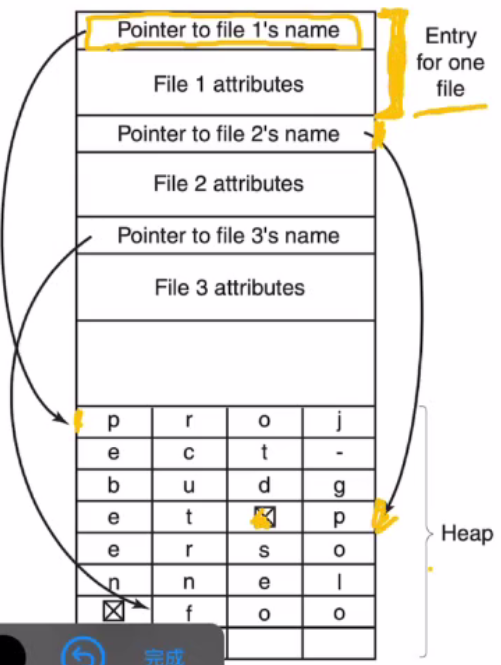 Pointer to file 1's name
Entry
for one
file
File 1 attributes
Pointer to file 2's name
File 2 attributes
Pointer to file 3's name
File 3 attributes
p r o j
e c t -
b u d g
e t p
e r s o
n n e l
f o o
Heap
完成